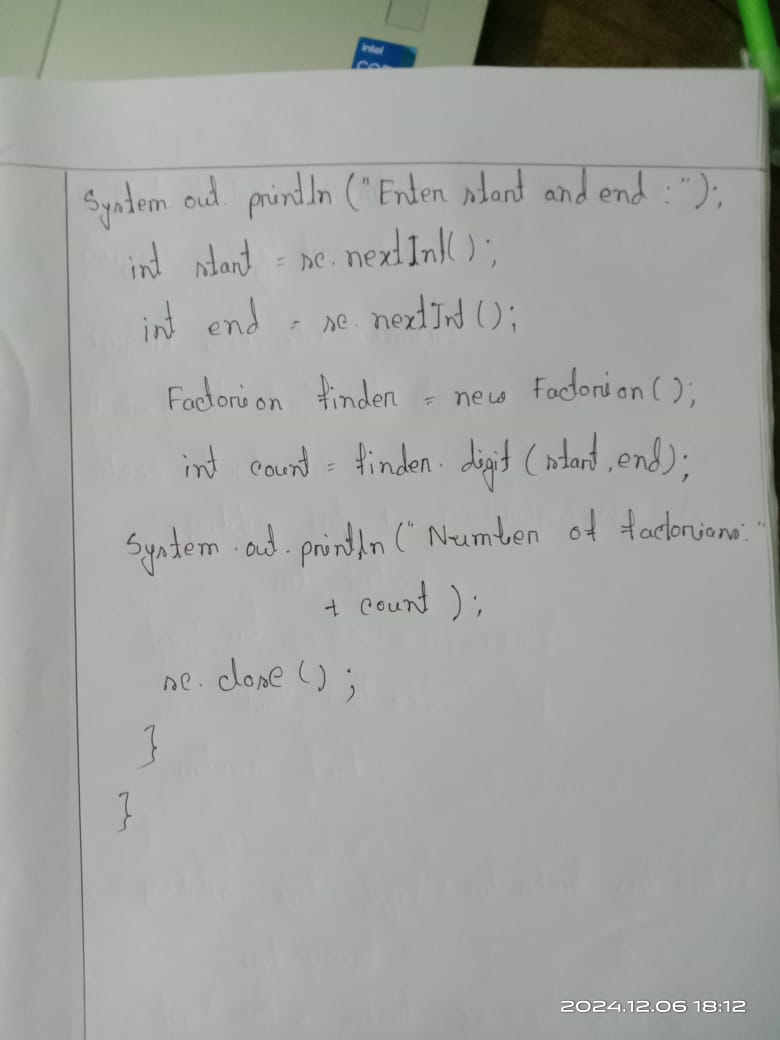 intel
CORE
System.out.println ("Enter start and end :");
int start = sc.nextInt();
int end = sc.nextInt();
Factorion finder = new Factorion();
int count = finder.digit (start, end);
System.out.println ("Number of factorions:"
+ count );
sc.close();
}
}
2024.12.06 18:12